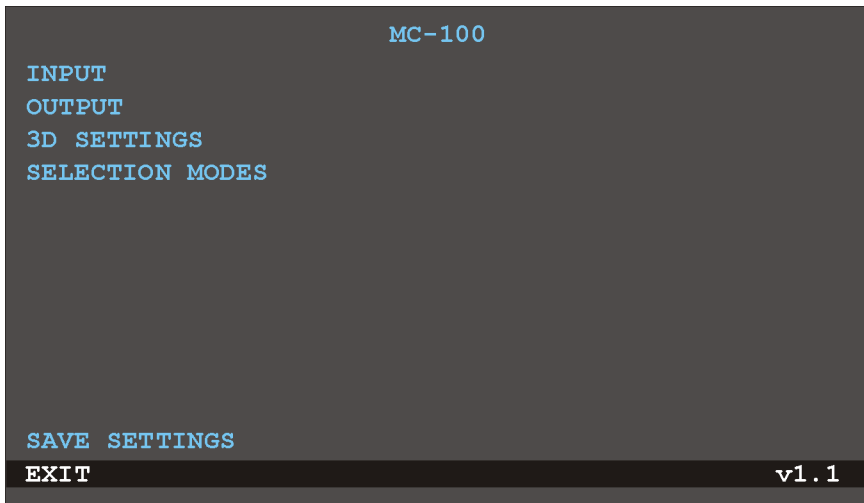 MC-100
INPUT
OUTPUT
3D SETTINGS
SELECTION MODES
SAVE SETTINGS
EXIT v1.1